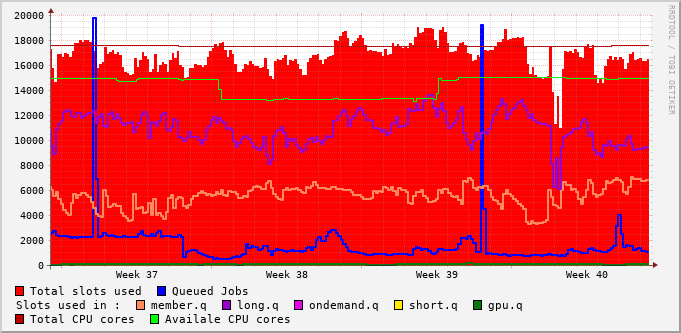 20000
18000
16000
14000
12000
10000
8000
6000
4000
2000
0
Week 37 Week 38 Week 39 Week 40
RRDTOOL / TOBI OETIKER
Total slots used Queued Jobs
Slots used in : member.q long.q ondemand.q short.q gpu.q
Total CPU cores Availale CPU cores